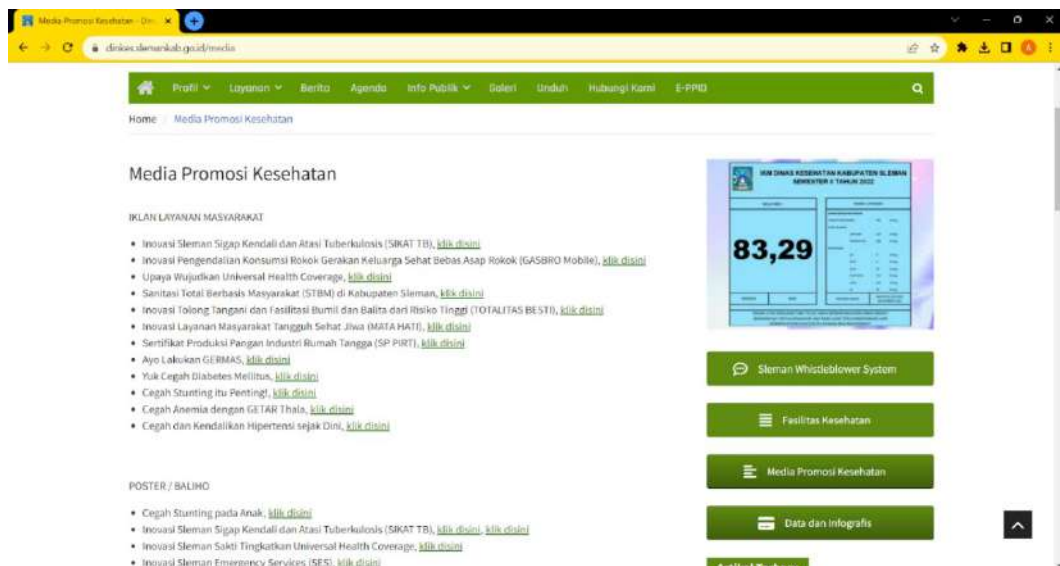 Media Promosi Kesehatan - Din
dinkes.slemankab.go.id/media
Profil Layanan Berita Agenda Info Publik Galeri Unduh Hubungi Kami E-PPID
Home / Media Promosi Kesehatan
Media Promosi Kesehatan
IKLAN LAYANAN MASYARAKAT
• Inovasi Sleman Sigap Kendali dan Atasi Tuberkulosis (SIKAT TB), klik disini
• Inovasi Pengendalian Konsumsi Rokok Gerakan Keluarga Sehat Bebas Asap Rokok (GASBRO Mobile), klik disini
• Upaya Wujudkan Universal Health Coverage, klik disini
• Sanitasi Total Berbasis Masyarakat (STBM) di Kabupaten Sleman, klik disini
• Inovasi Tolong Tangani dan Fasilitasi Bumil dan Balita dari Risiko Tinggi (TOTALITAS BESTI), klik disini
• Inovasi Layanan Masyarakat Tangguh Sehat Jiwa (MATA HATI), klik disini
• Sertifikat Produksi Pangan Industri Rumah Tangga (SP PIRT), klik disini
• Ayo Lakukan GERMAS, klik disini
• Yuk Cegah Diabetes Mellitus, klik disini
• Cegah Stunting itu Penting!, klik disini
• Cegah Anemia dengan GETAR Thala, klik disini
• Cegah dan Kendalikan Hipertensi sejak Dini, klik disini
POSTER / BALIHO
• Cegah Stunting pada Anak, klik disini
• Inovasi Sleman Sigap Kendali dan Atasi Tuberkulosis (SIKAT TB), klik disini, klik disini
• Inovasi Sleman Sakti Tingkatkan Universal Health Coverage, klik disini
• Inovasi Sleman Emergency Services (SES), klik disini
IKM DINAS KESEHATAN KABUPATEN SLEMAN
SEMESTER II TAHUN 2022
83,29
Sleman Whistleblower System
Fasilitas Kesehatan
Media Promosi Kesehatan
Data dan Infografis
Artikel Terbaru